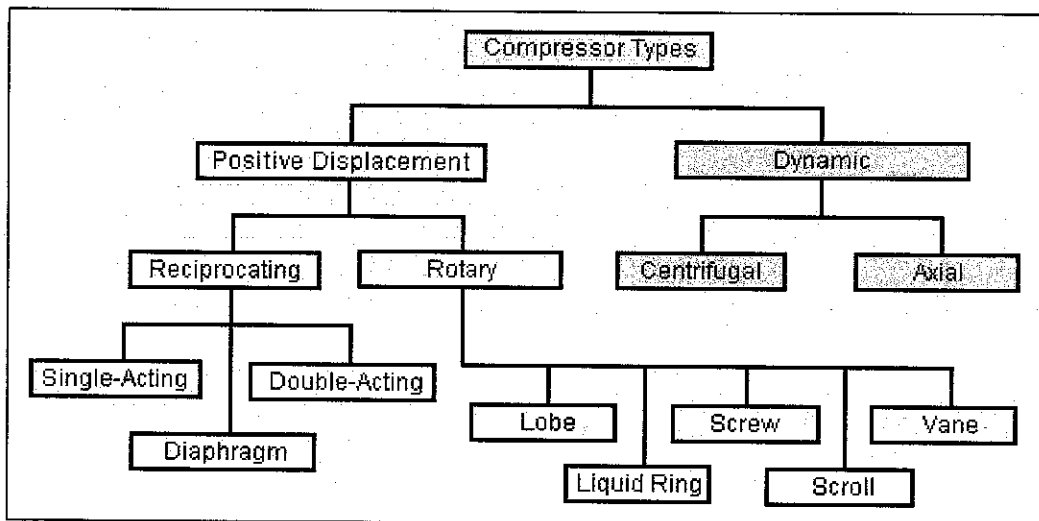 Compressor Types
Positive Displacement
Dynamic
Reciprocating
Rotary
Centrifugal
Axial
Single-Acting
Double-Acting
Diaphragm
Lobe
Screw
Vane
Liquid Ring
Scroll